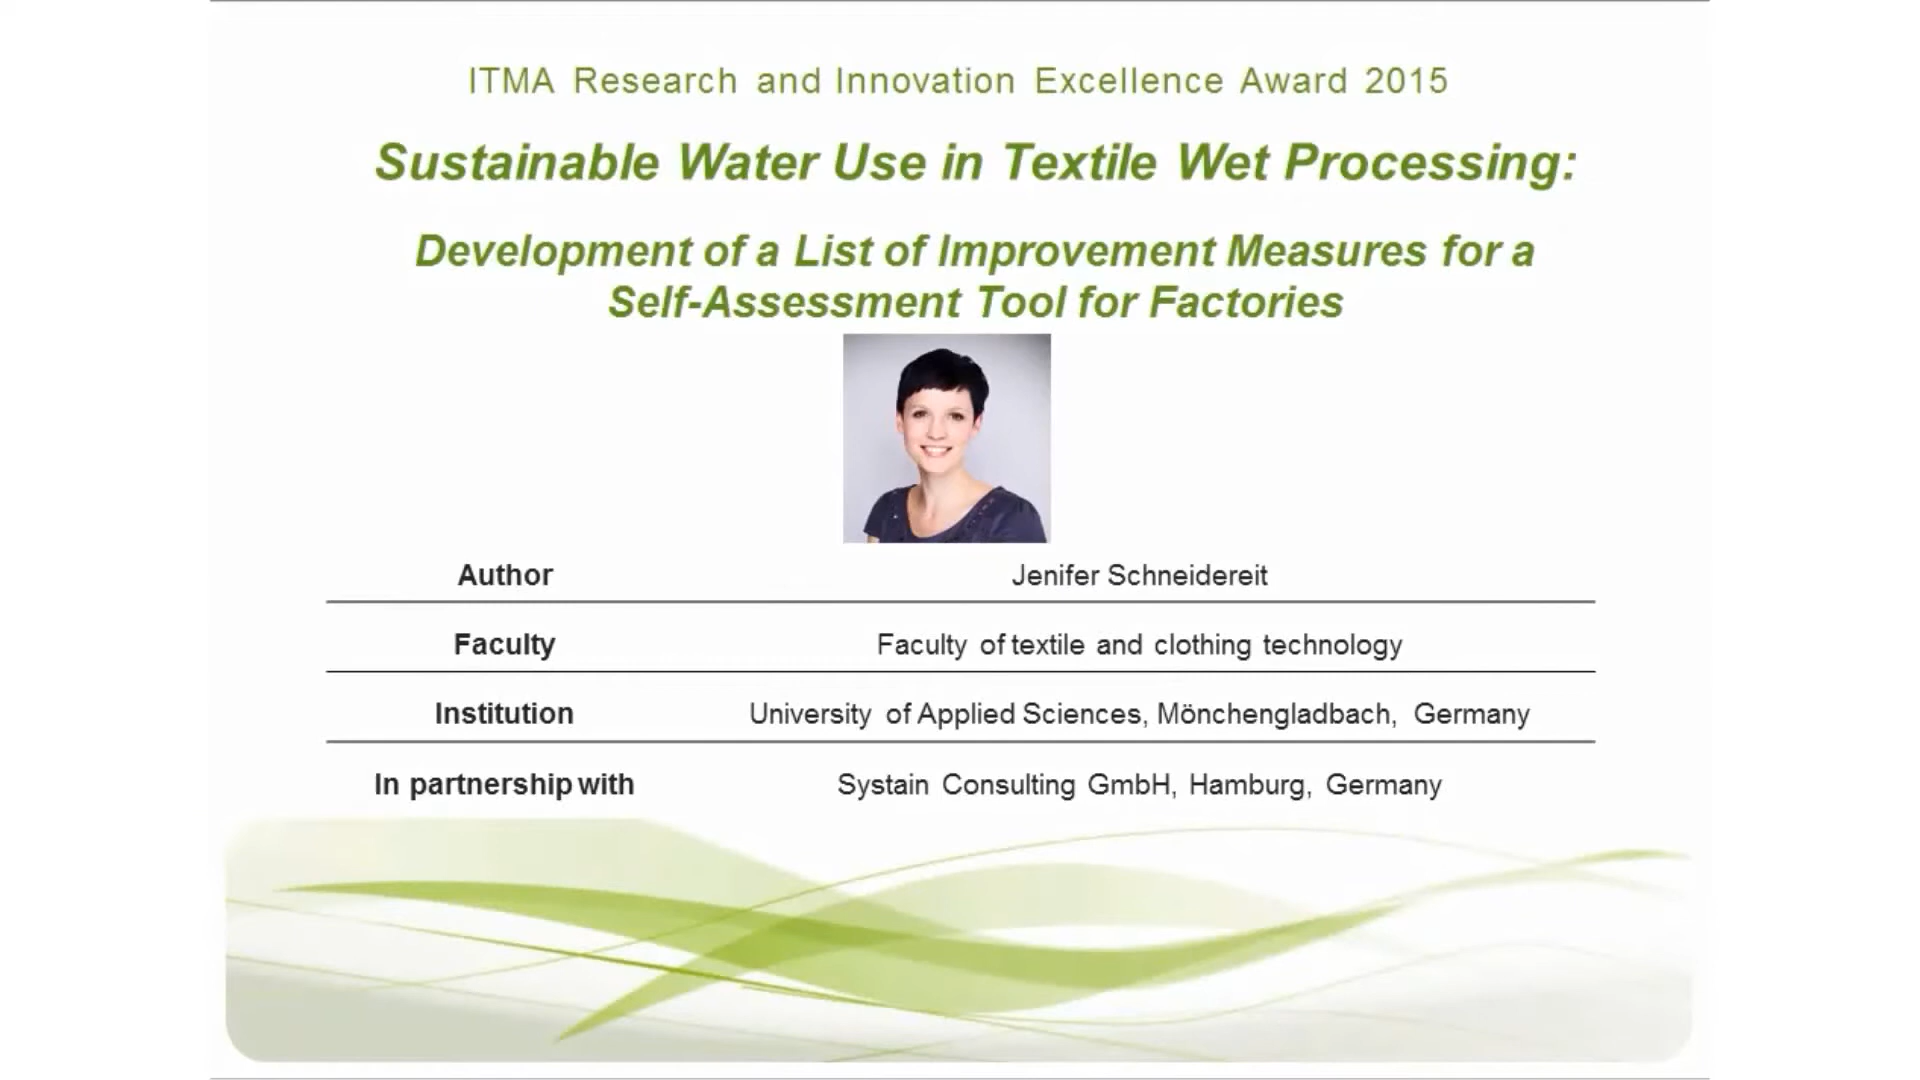 ITMA Research and Innovation Excellence Award 2015
Sustainable Water Use in Textile Wet Processing:
Development of a List of Improvement Measures for a
Self-Assessment Tool for Factories
Author Jenifer Schneidereit
Faculty Faculty of textile and clothing technology
Institution University of Applied Sciences, Mönchengladbach, Germany
In partnership with Systain Consulting GmbH, Hamburg, Germany